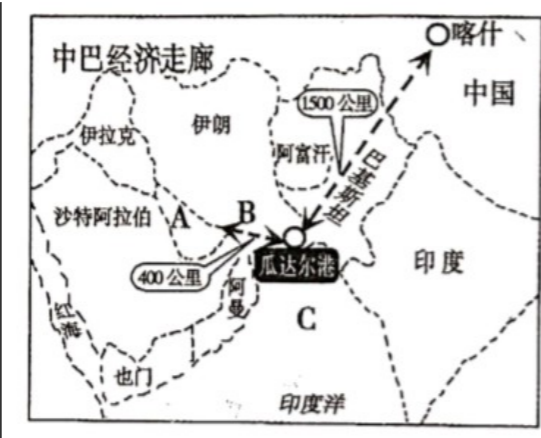 中巴经济走廊
喀什
中国
1500公里
伊朗
伊拉克
阿富汗
巴基斯坦
沙特阿拉伯
A
B
400公里
瓜达尔港
印度
阿曼
C
红海
也门
印度洋